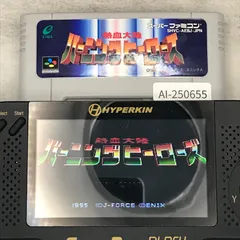 スーパーファミコン
SHVC-AXBJ-JPN
熱血大陸
バーニングヒーローズ
AI-250655
HYPERKIN
熱血大陸
バーニングヒーローズ
1995 J-FORCE ENIX
Start
Y